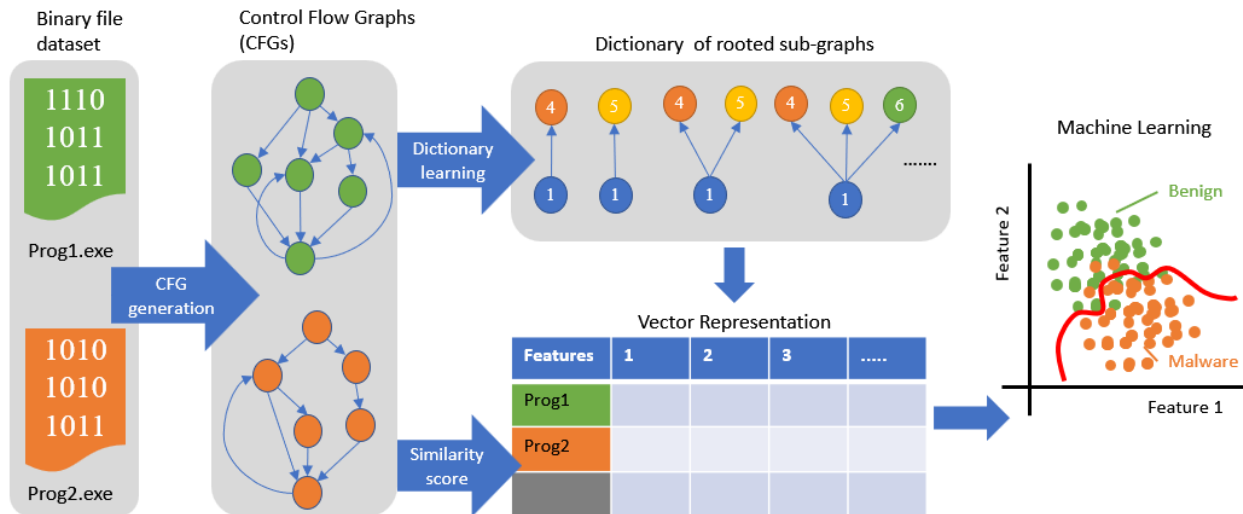 Binary file
dataset
1110
1011
1011
Prog1.exe
1010
1010
1011
Prog2.exe
CFG
generation
Control Flow Graphs
(CFGs)
Dictionary
learning
Similarity
score
Dictionary of rooted sub-graphs
4 5 4 5 4 5 6
.......
1 1 1 1
Vector Representation
Features 1 2 3 .....
Prog1
Prog2
Machine Learning
Feature 2
Benign
Malware
Feature 1